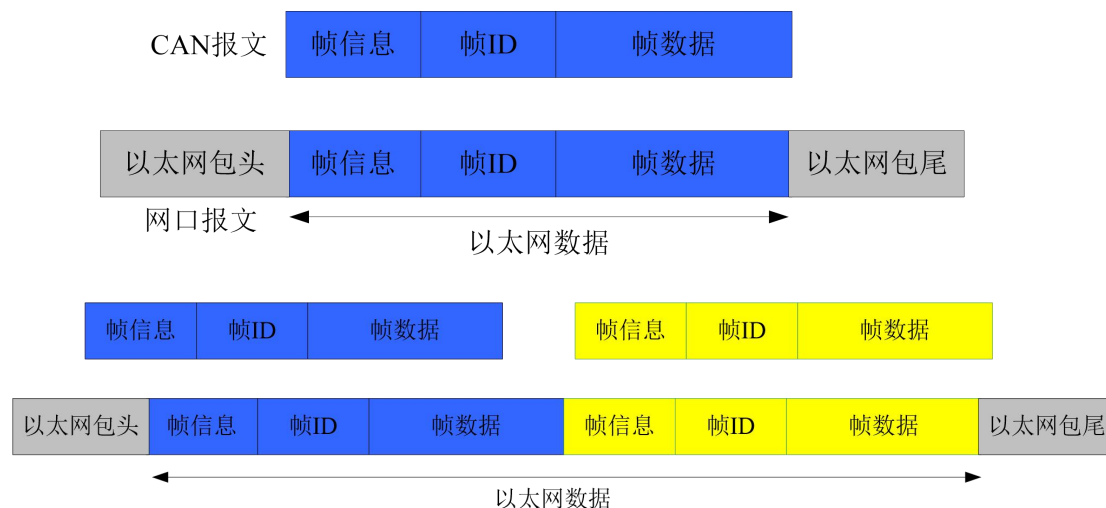 CAN报文 帧信息 帧ID 帧数据
以太网包头 帧信息 帧ID 帧数据 以太网包尾
网口报文
以太网数据
帧信息 帧ID 帧数据 帧信息 帧ID 帧数据
以太网包头 帧信息 帧ID 帧数据 帧信息 帧ID 帧数据 以太网包尾
以太网数据